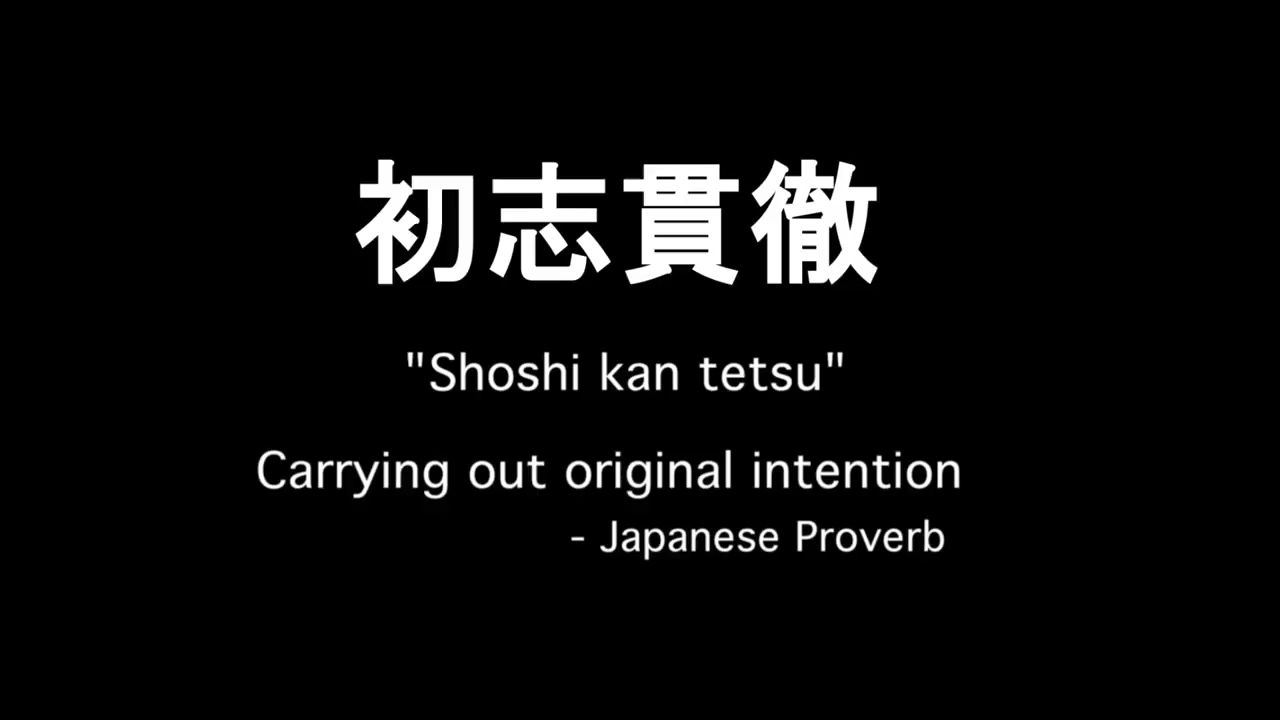 初志貫徹
"Shoshi kan tetsu"
Carrying out original intention
- Japanese Proverb